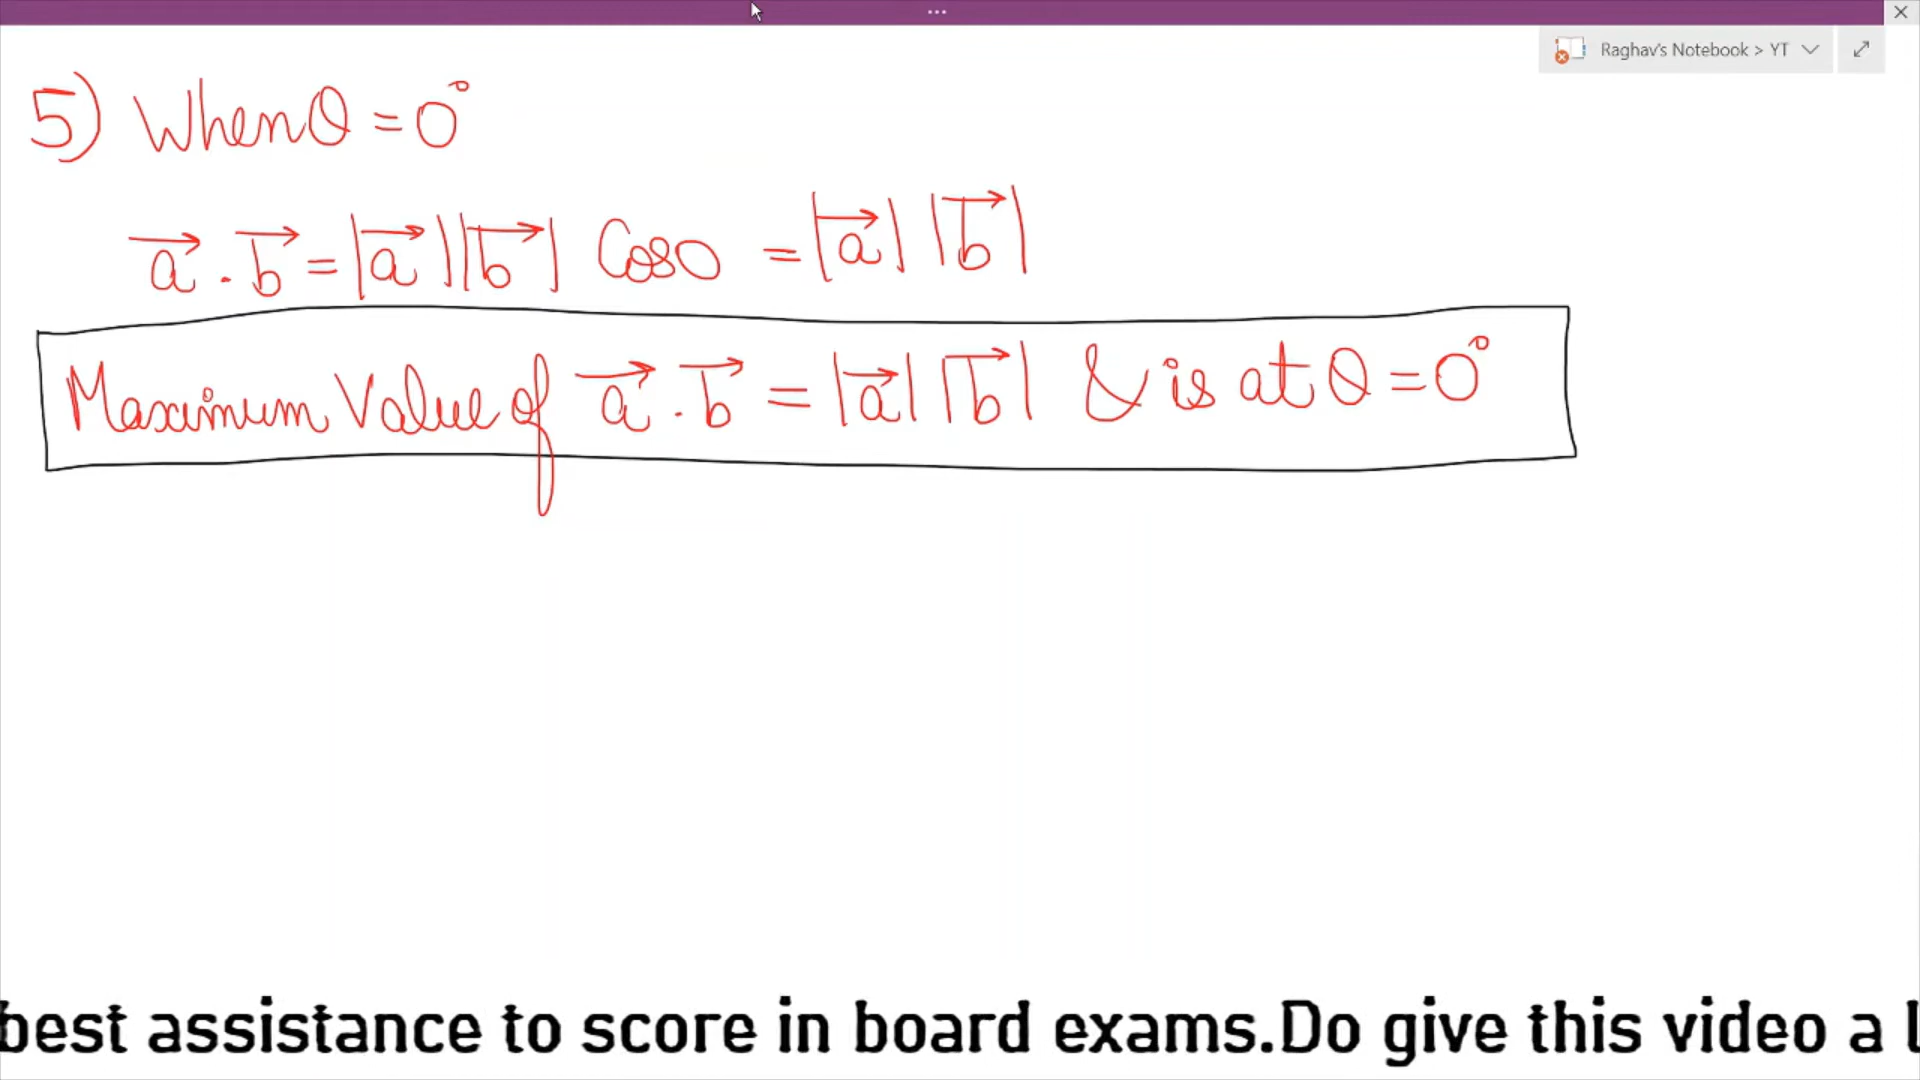 Raghav's Notebook > YT
5) When θ = 0°
a⃗ . b⃗ = |a⃗| |b⃗| Cos0 = |a⃗| |b⃗|
Maximum Value of a⃗ . b⃗ = |a⃗| |b⃗| & is at θ = 0°
best assistance to score in board exams.Do give this video a l